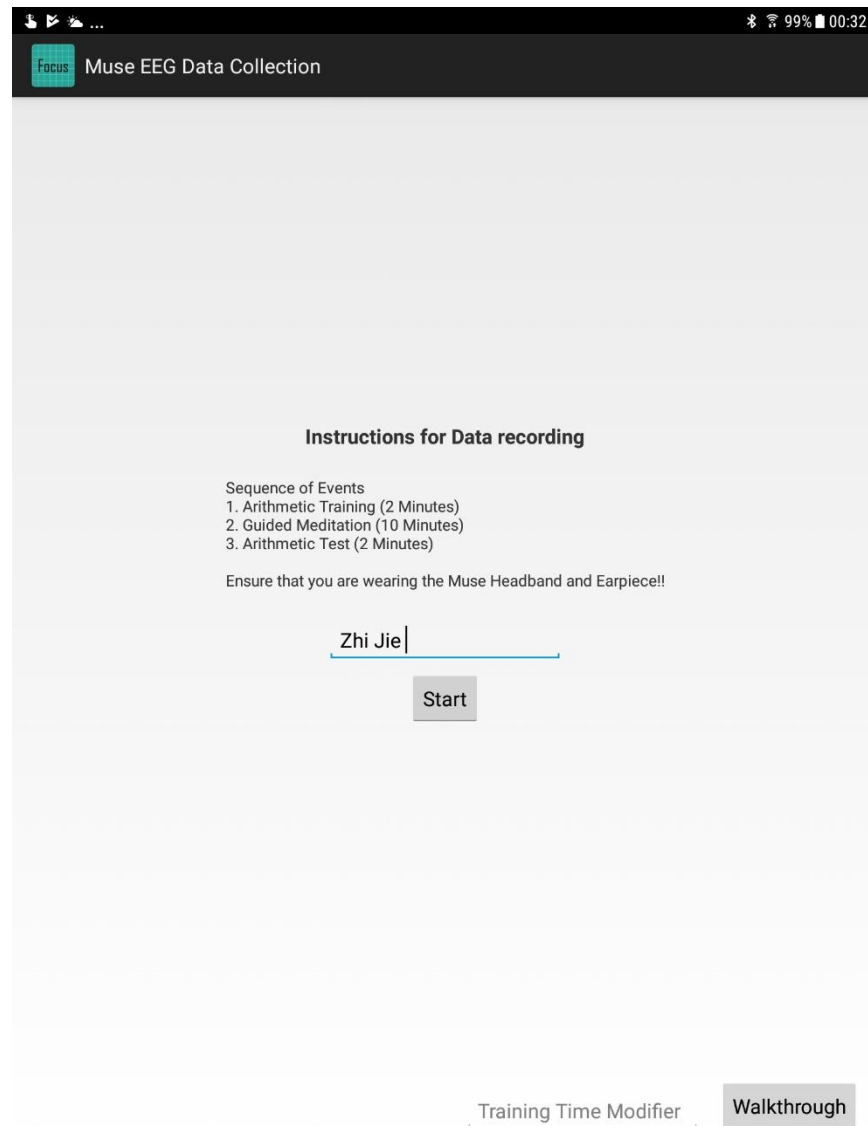 ... 99% 00:32
Focus Muse EEG Data Collection
Instructions for Data recording
Sequence of Events
1. Arithmetic Training (2 Minutes)
2. Guided Meditation (10 Minutes)
3. Arithmetic Test (2 Minutes)
Ensure that you are wearing the Muse Headband and Earpiece!!
Zhi Jie
Start
Training Time Modifier Walkthrough